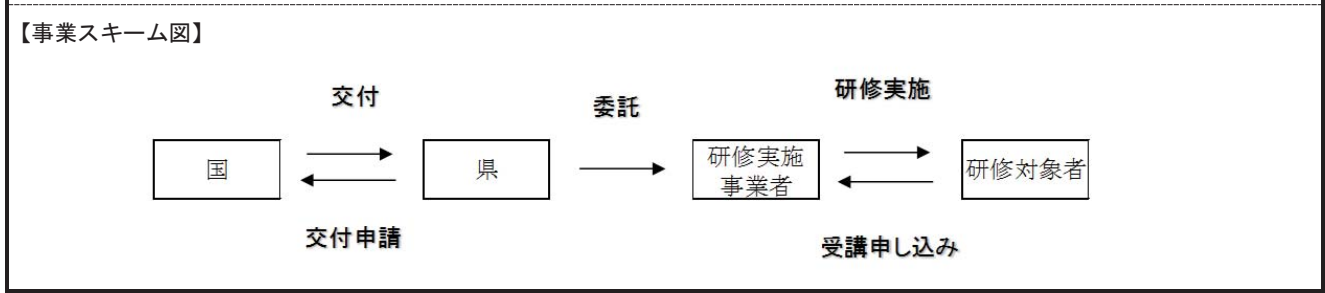 【事業スキーム図】
交付
委託
研修実施
国
県
研修実施
事業者
研修対象者
交付申請
受講申し込み